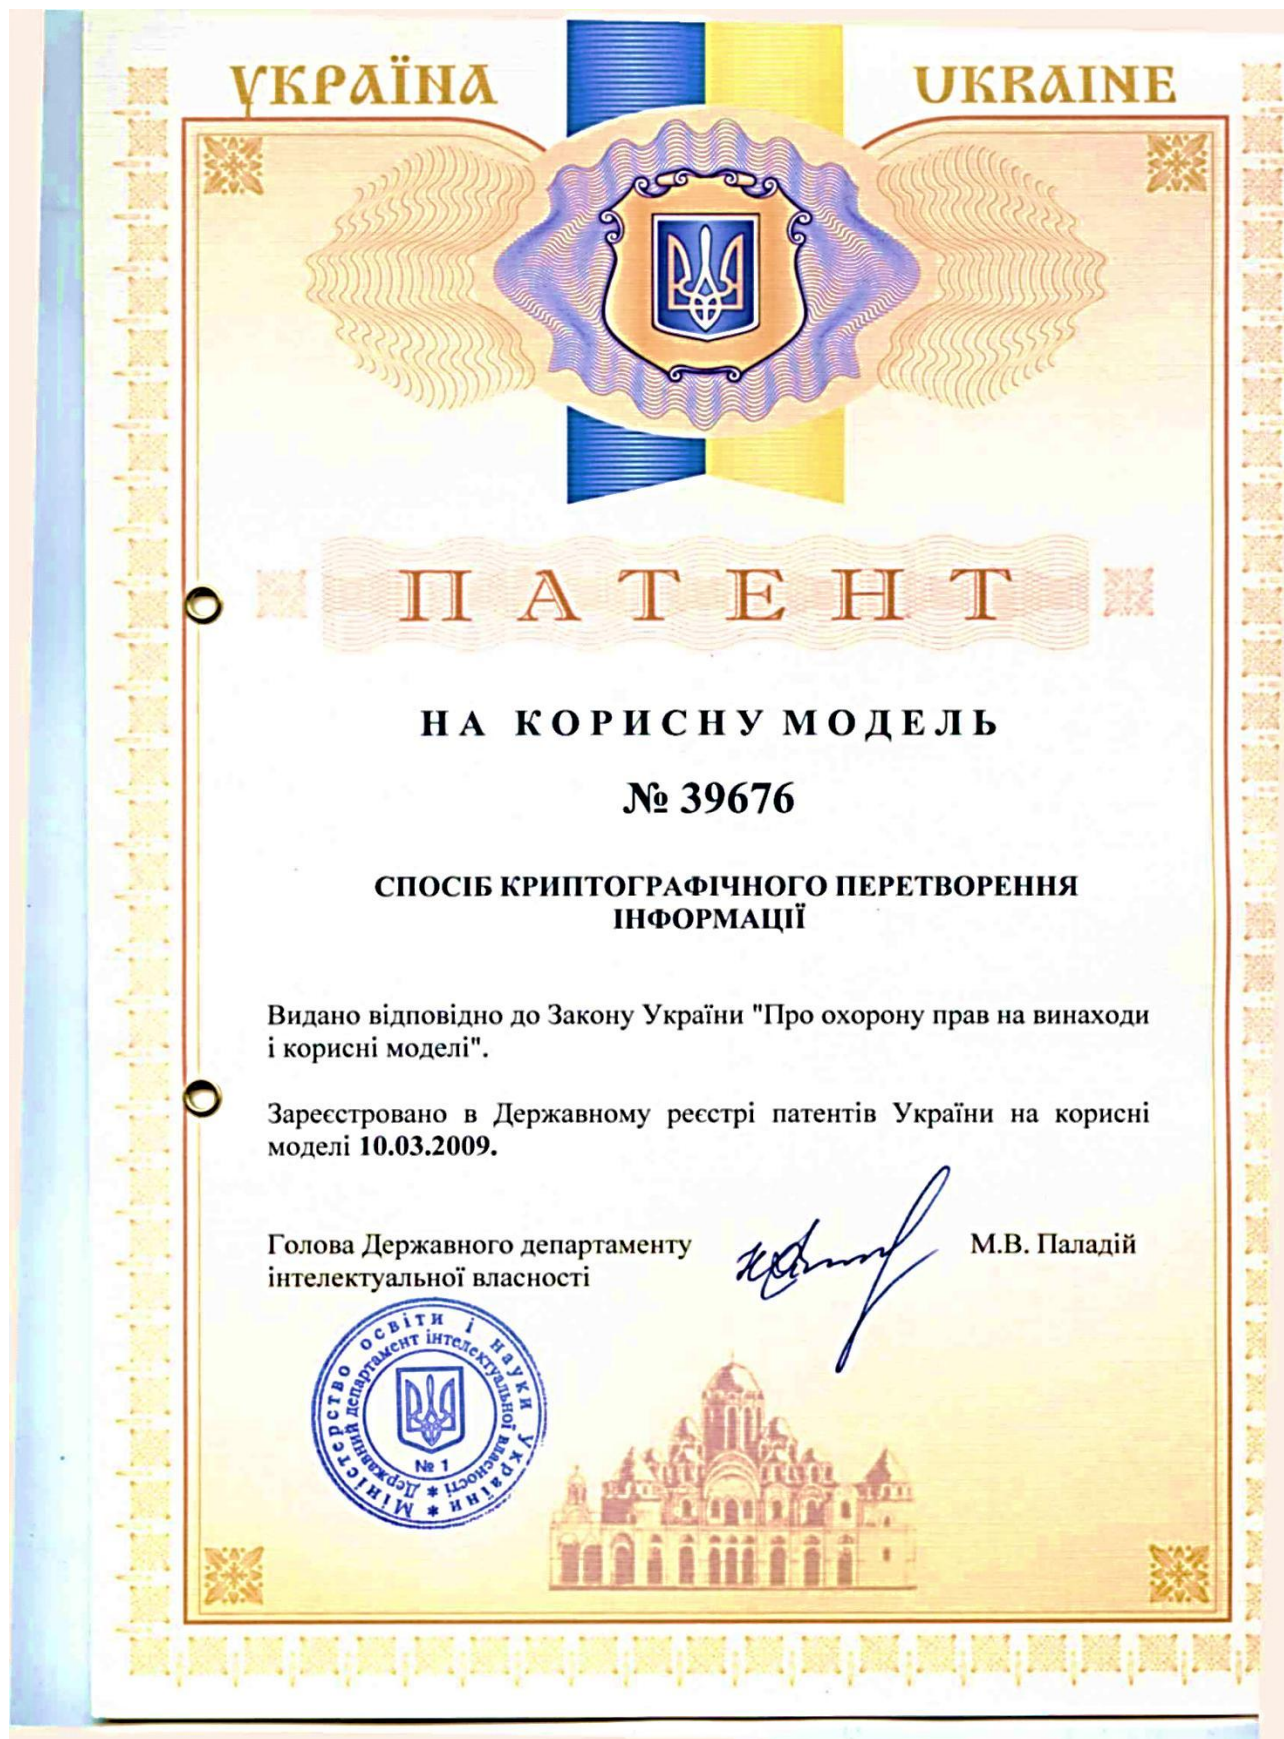 УКРАЇНА
UKRAINE
ПАТЕНТ
НА КОРИСНУ МОДЕЛЬ
№ 39676
СПОСІБ КРИПТОГРАФІЧНОГО ПЕРЕТВОРЕННЯ
ІНФОРМАЦІЇ
Видано відповідно до Закону України "Про охорону прав на винаходи
і корисні моделі".
Зареєстровано в Державному реєстрі патентів України на корисні
моделі 10.03.2009.
Голова Державного департаменту
інтелектуальної власності
М.В. Паладій
Міністерство освіти і науки України *
Державний департамент інтелектуальної власності *
№ 1